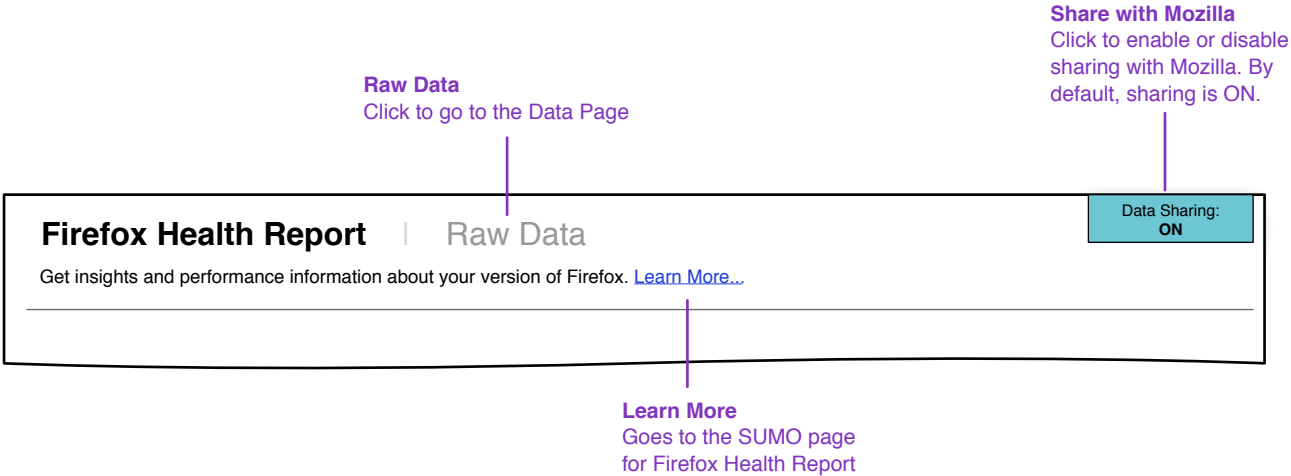 Share with Mozilla
Click to enable or disable
sharing with Mozilla. By
default, sharing is ON.
Raw Data
Click to go to the Data Page
Data Sharing:
ON
Firefox Health Report | Raw Data
Get insights and performance information about your version of Firefox. Learn More...
Learn More
Goes to the SUMO page
for Firefox Health Report